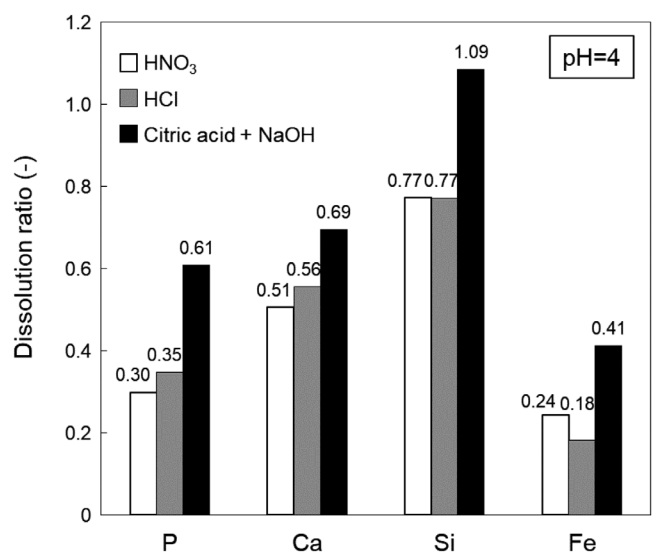 1.2
1.0
0.8
0.6
0.4
0.2
0
Dissolution ratio (-)
HNO₃
HCl
Citric acid + NaOH
pH=4
0.30
0.35
0.61
0.51
0.56
0.69
0.77
0.77
1.09
0.24
0.18
0.41
P
Ca
Si
Fe